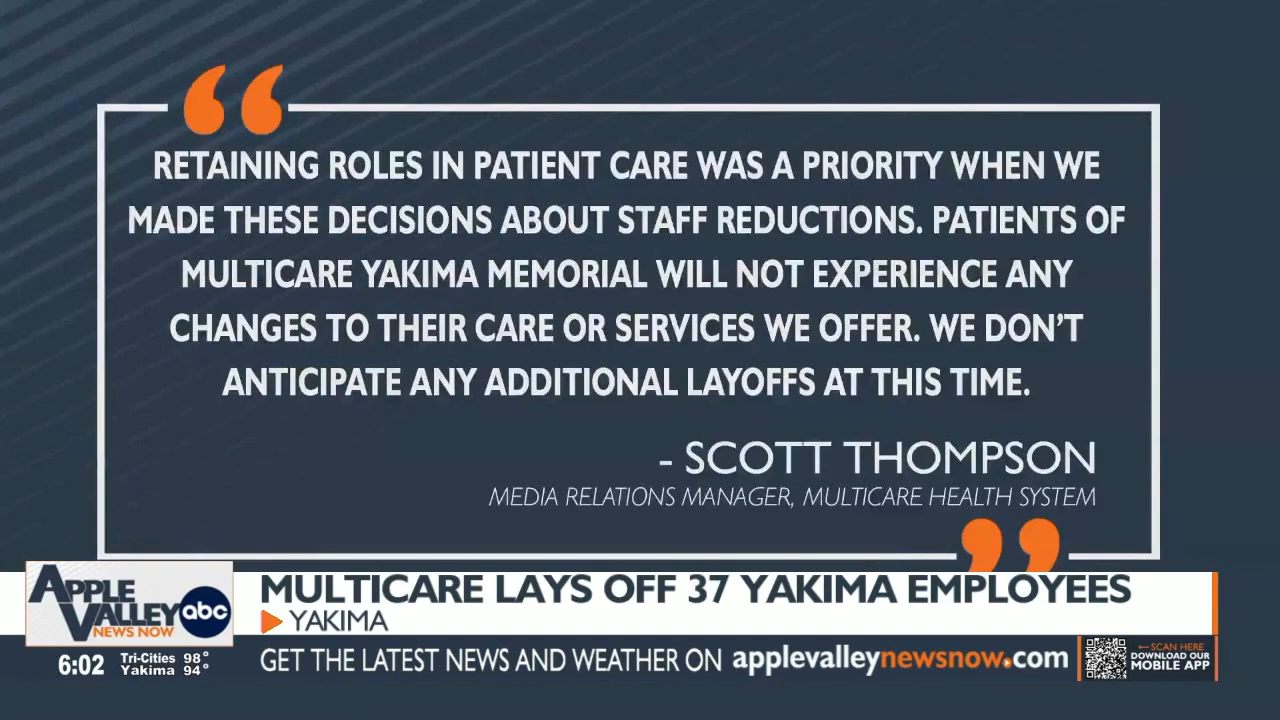 RETAINING ROLES IN PATIENT CARE WAS A PRIORITY WHEN WE
MADE THESE DECISIONS ABOUT STAFF REDUCTIONS. PATIENTS OF
MULTICARE YAKIMA MEMORIAL WILL NOT EXPERIENCE ANY
CHANGES TO THEIR CARE OR SERVICES WE OFFER. WE DON'T
ANTICIPATE ANY ADDITIONAL LAYOFFS AT THIS TIME.
- SCOTT THOMPSON
MEDIA RELATIONS MANAGER, MULTICARE HEALTH SYSTEM
APPLE
VALLEY
NEWS NOW
abc
MULTICARE LAYS OFF 37 YAKIMA EMPLOYEES
YAKIMA
6:02
Tri-Cities 98°
Yakima 94°
GET THE LATEST NEWS AND WEATHER ON applevalleynewsnow.com
←SCAN HERE
DOWNLOAD OUR
MOBILE APP